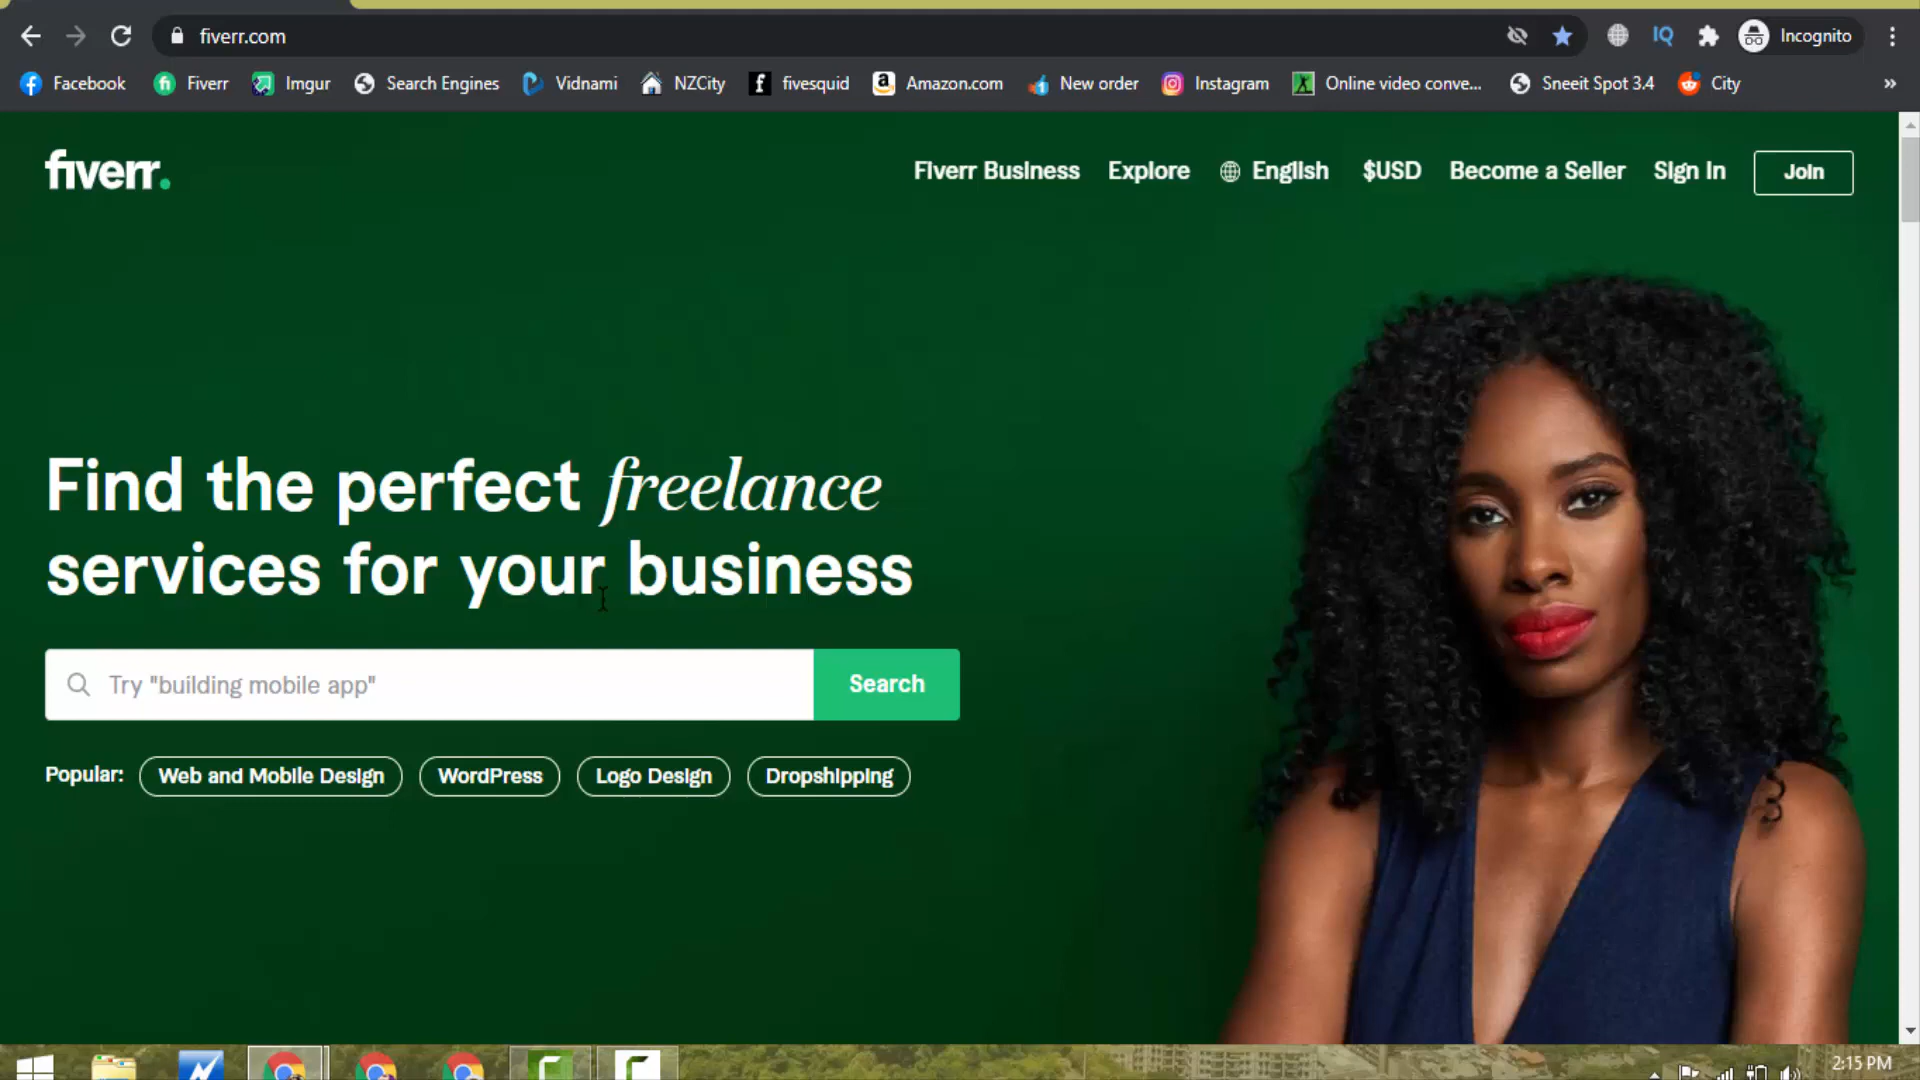 fiverr.com
IQ
Incognito
Facebook
Fiverr
Imgur
Search Engines
Vidnami
NZCity
fivesquid
Amazon.com
New order
Instagram
Online video conve...
Sneeit Spot 3.4
City
»
fiverr.
Fiverr Business
Explore
English
$USD
Become a Seller
Sign In
Join
Find the perfect freelance
services for your business
Try "building mobile app"
Search
Popular:
Web and Mobile Design
WordPress
Logo Design
Dropshipping
2:15 PM